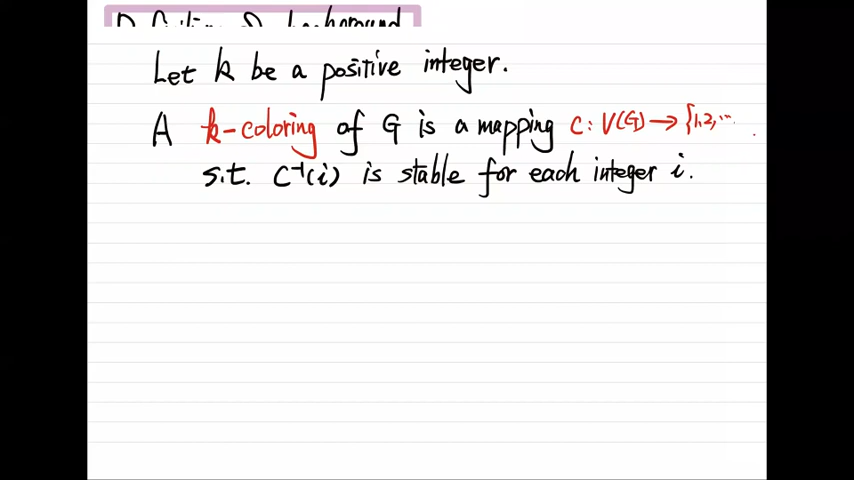 Let k be a positive integer.
A k-coloring of G is a mapping c: V(G) → {1,2,...
s.t. c⁻¹(i) is stable for each integer i.